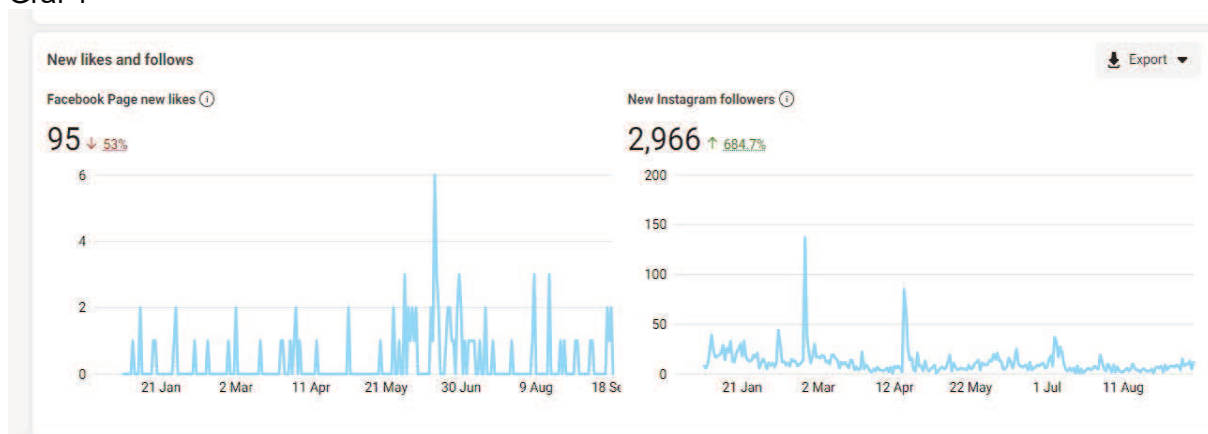 New likes and follows
Export
Facebook Page new likes
95 ↓ 53%
6
4
2
0
21 Jan 2 Mar 11 Apr 21 May 30 Jun 9 Aug 18 Se
New Instagram followers
2,966 ↑ 684.7%
200
150
100
50
0
21 Jan 2 Mar 12 Apr 22 May 1 Jul 11 Aug